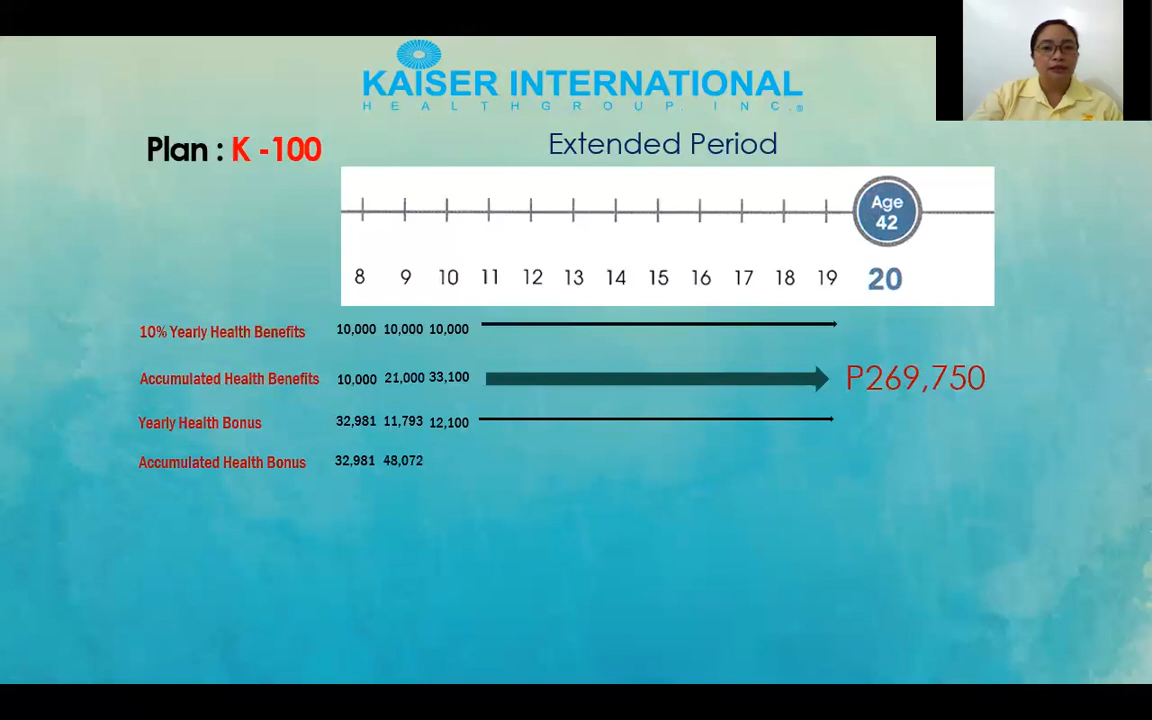 KAISER INTERNATIONAL
HEALTHGROUP, INC.®
Plan : K -100
Extended Period
Age
42
8 9 10 11 12 13 14 15 16 17 18 19 20
10% Yearly Health Benefits 10,000 10,000 10,000
Accumulated Health Benefits 10,000 21,000 33,100 P269,750
Yearly Health Bonus 32,981 11,793 12,100
Accumulated Health Bonus 32,981 48,072